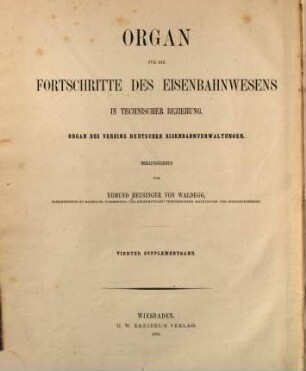 ORGAN
FÜR DIE
FORTSCHRITTE DES EISENBAHNWESENS
IN TECHNISCHER BEZIEHUNG.
ORGAN DES VEREINS DEUTSCHER EISENBAHNVERWALTUNGEN.
HERAUSGEGEBEN
VON
EDMUND HEUSINGER VON WALDEGG,
VIERTER SUPPLEMENTBAND.
WIESBADEN.
C. W. KREIDEL'S VERLAG.